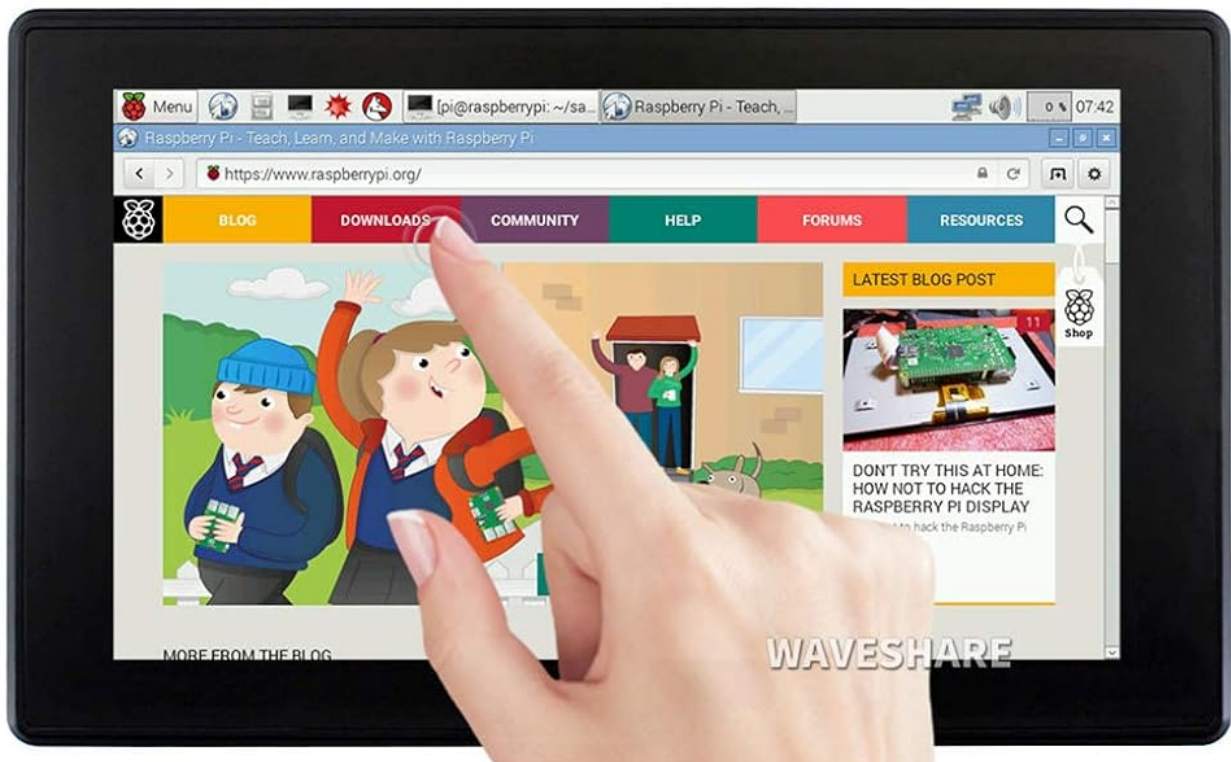 Menu
[pi@raspberrypi: ~/sa...
Raspberry Pi - Teach, ...
0 %
07:42
Raspberry Pi - Teach, Learn, and Make with Raspberry Pi
https://www.raspberrypi.org/
BLOG
DOWNLOADS
COMMUNITY
HELP
FORUMS
RESOURCES
LATEST BLOG POST
11
Shop
DON'T TRY THIS AT HOME:
HOW NOT TO HACK THE
RASPBERRY PI DISPLAY
to hack the Raspberry Pi
MORE FROM THE BLOG
WAVESHARE